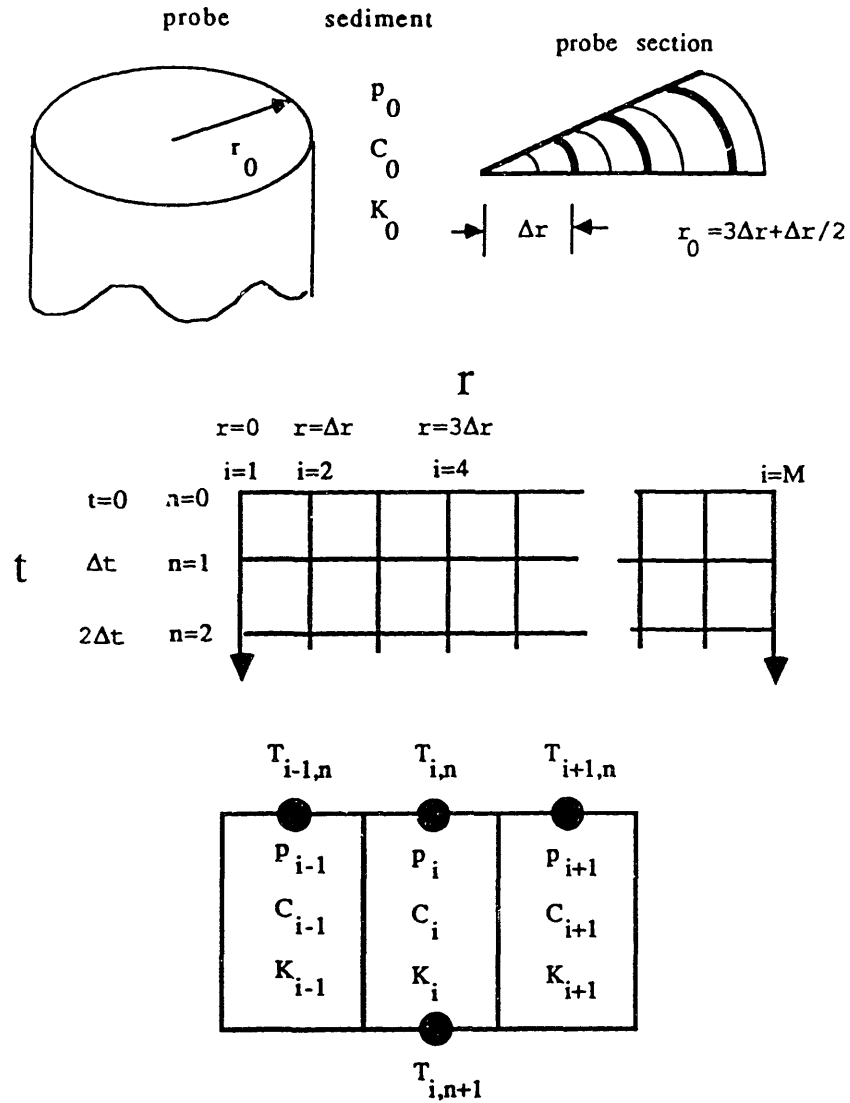 probe sediment
probe section
p0
C0
K0
r0
Δr
r0 =3Δr+Δr/2
r
r=0 r=Δr r=3Δr
i=1 i=2 i=4 i=M
t=0 n=0
t
Δt n=1
2Δt n=2
Ti-1,n Ti,n Ti+1,n
pi-1 pi pi+1
Ci-1 Ci Ci+1
Ki-1 Ki Ki+1
Ti,n+1